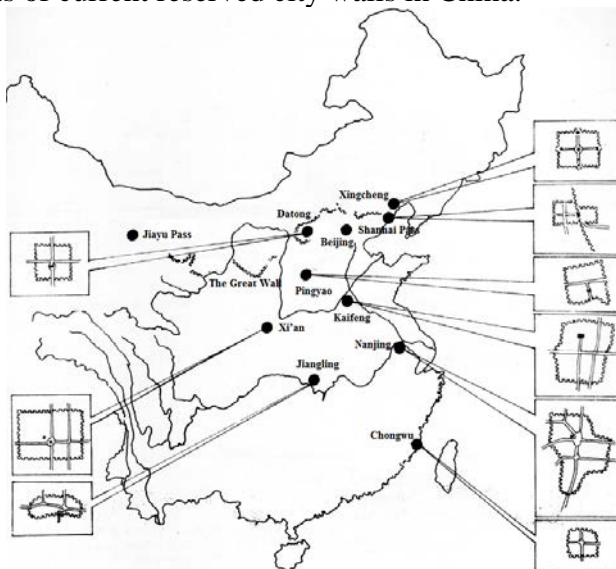 s of current reserved city walls in China.
Xingcheng
Datong
Shanhai Pass
Jiayu Pass
Beijing
The Great Wall
Pingyao
Kaifeng
Xi'an
Nanjing
Jiangling
Chongwu